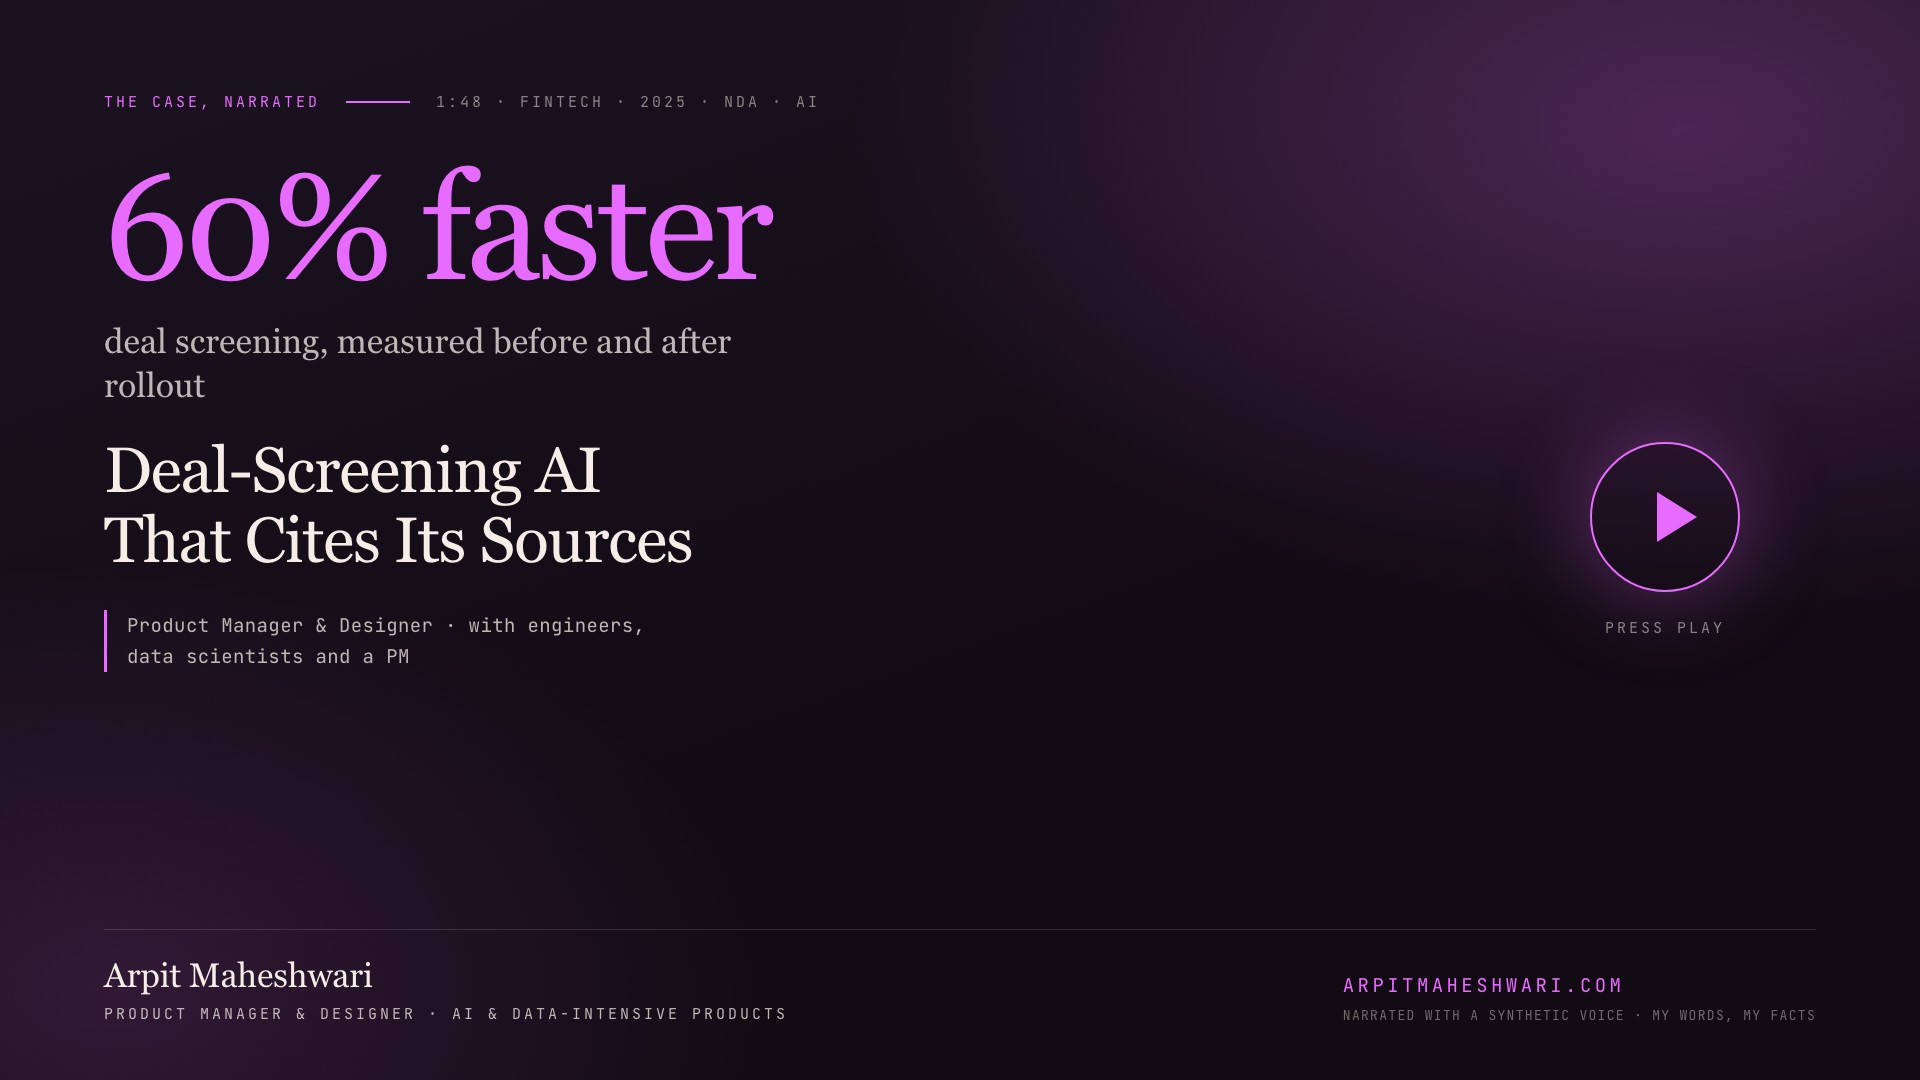 THE CASE, NARRATED
1:48 · FINTECH · 2025 · NDA · AI
60% faster
deal screening, measured before and after
rollout
Deal-Screening AI
That Cites Its Sources
Product Manager & Designer · with engineers,
data scientists and a PM
PRESS PLAY
Arpit Maheshwari
PRODUCT MANAGER & DESIGNER · AI & DATA-INTENSIVE PRODUCTS
ARPITMAHESHWARI.COM
NARRATED WITH A SYNTHETIC VOICE · MY WORDS, MY FACTS